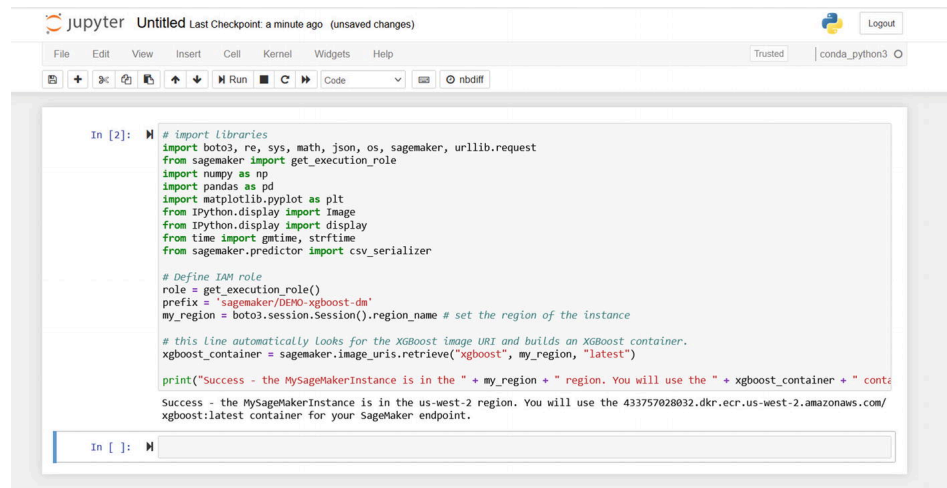 jupyter Untitled Last Checkpoint: a minute ago (unsaved changes)
Logout
File Edit View Insert Cell Kernel Widgets Help
Trusted
conda_python3
Run
Code
nbdiff
In [2]:
# import libraries
import boto3, re, sys, math, json, os, sagemaker, urllib.request
from sagemaker import get_execution_role
import numpy as np
import pandas as pd
import matplotlib.pyplot as plt
from IPython.display import Image
from IPython.display import display
from time import gmtime, strftime
from sagemaker.predictor import csv_serializer
# Define IAM role
role = get_execution_role()
prefix = 'sagemaker/DEMO-xgboost-dm'
my_region = boto3.session.Session().region_name # set the region of the instance
# this line automatically looks for the XGBoost image URI and builds an XGBoost container.
xgboost_container = sagemaker.image_uris.retrieve("xgboost", my_region, "latest")
print("Success - the MySageMakerInstance is in the " + my_region + " region. You will use the " + xgboost_container + " conta
Success - the MySageMakerInstance is in the us-west-2 region. You will use the 433757028032.dkr.ecr.us-west-2.amazonaws.com/
xgboost:latest container for your SageMaker endpoint.
In [ ]: